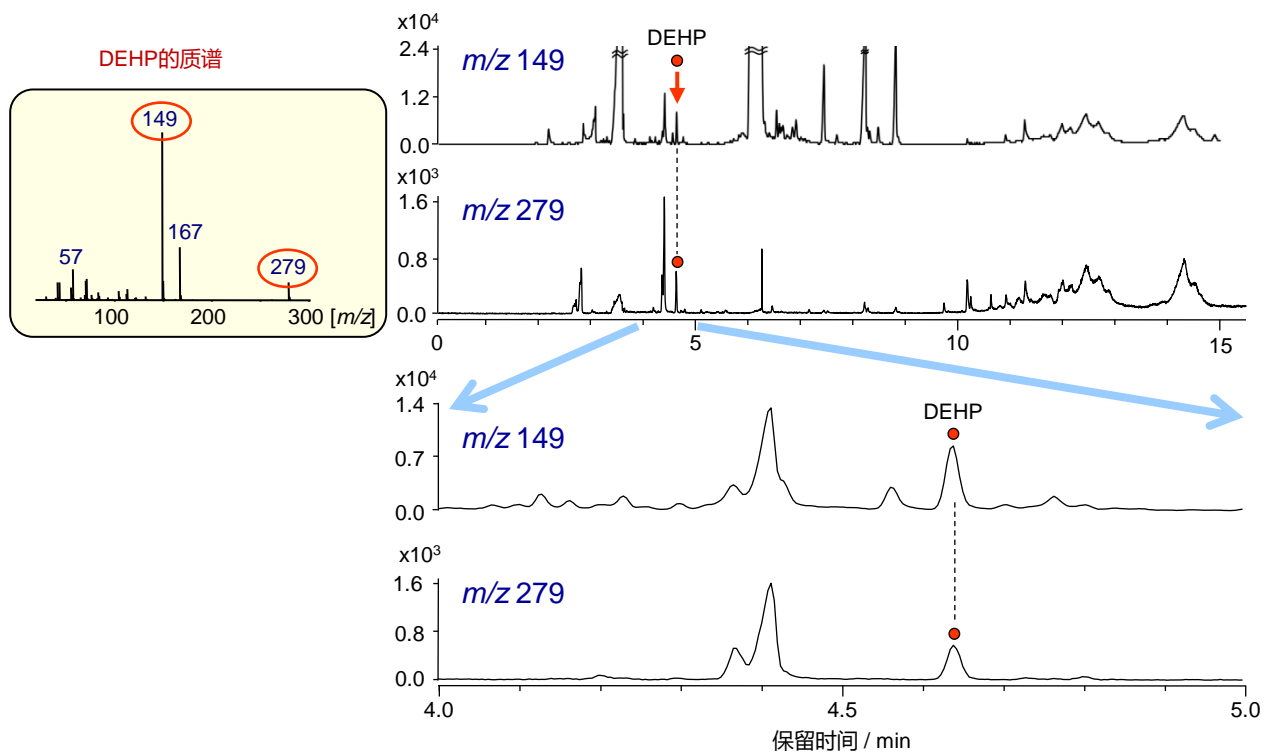 DEHP的质谱
149
167
57
279
100
200
300 [m/z]
x10⁴
2.4
1.2
0.0
m/z 149
DEHP
x10³
1.6
0.8
0.0
m/z 279
0
5
10
15
x10⁴
1.4
0.7
0.0
m/z 149
DEHP
x10³
1.6
0.8
0.0
m/z 279
4.0
4.5
5.0
保留时间 / min